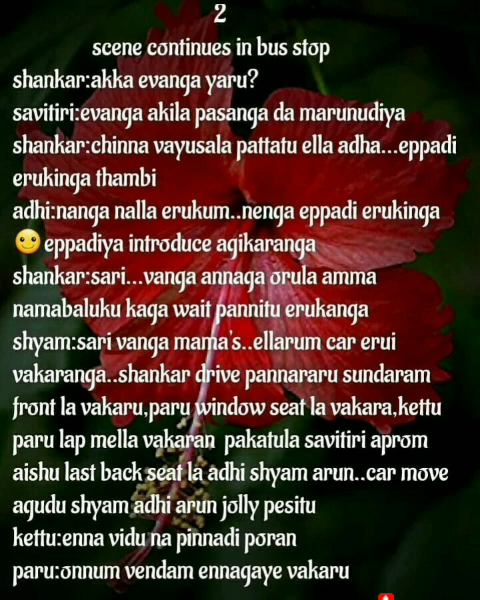 2
scene continues in bus stop
shankar:akka evanga yaru?
savitiri:evanga akila pasanga da marunudiya
shankar:chinna vayusala pattatu ella adha...eppadi
erukinga thambi
adhi:nanga nalla erukum..nenga eppadi erukinga
🙂eppadiya introduce agikaranga
shankar:sari...vanga annaga orula amma
namabaluku kaga wait pannitu erukanga
shyam:sari vanga mama's..ellarum car erui
vakaranga..shankar drive pannararu sundaram
front la vakaru,paru window seat la vakara,kettu
paru lap mella vakaran pakatula savitiri aprom
aishu last back seat la adhi shyam arun..car move
agudu shyam adhi arun jolly pesitu
kettu:enna vidu na pinnadi poran
paru:onnum vendam ennagaye vakaru